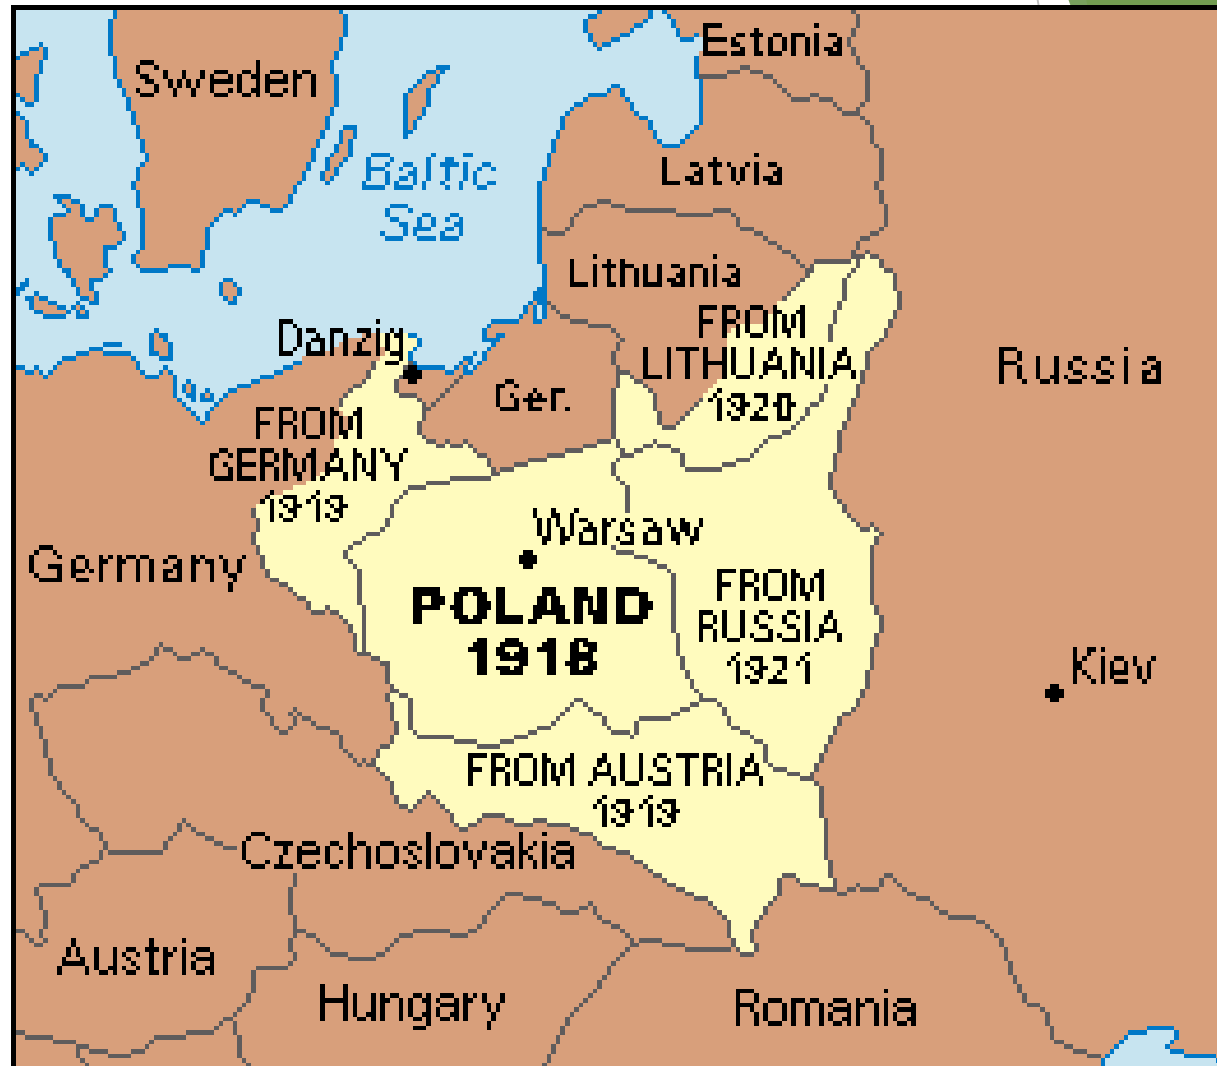 Estonia
Sweden
Latvia
Baltic
Sea
Lithuania
FROM
LITHUANIA
1920
Danzig
Russia
Ger.
FROM
GERMANY
1919
Warsaw
Germany
POLAND
1918
FROM
RUSSIA
1921
Kiev
FROM AUSTRIA
1919
Czechoslovakia
Austria
Hungary
Romania